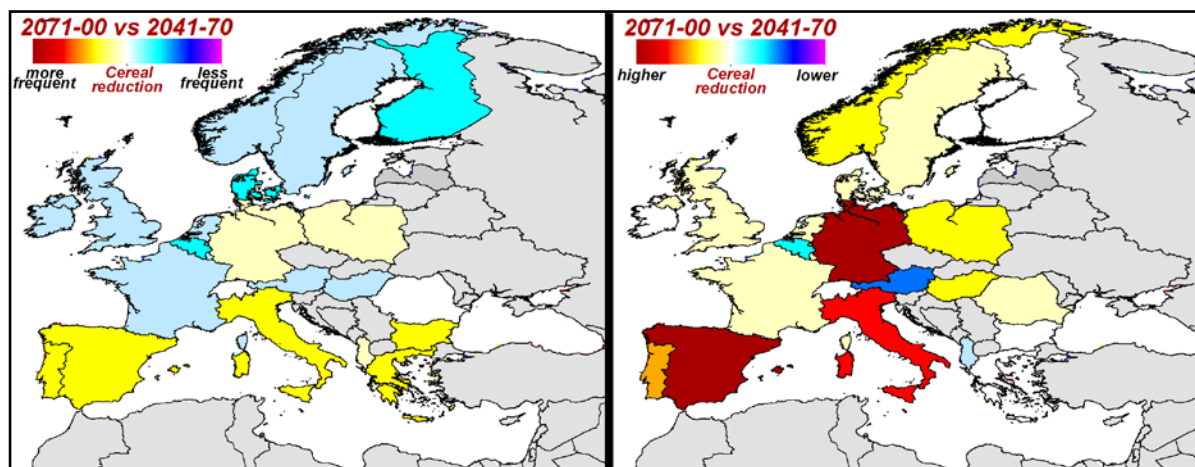 2071-00 vs 2041-70
more frequent Cereal reduction less frequent
2071-00 vs 2041-70
higher Cereal reduction lower